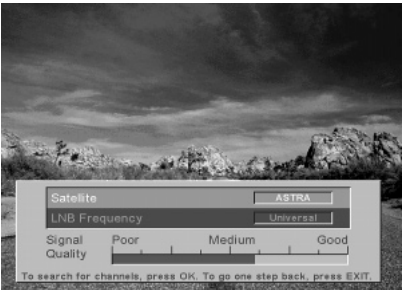 Satellite ASTRA
LNB Frequency Universal
Signal Quality Poor Medium Good
To search for channels, press OK. To go one step back, press EXIT.